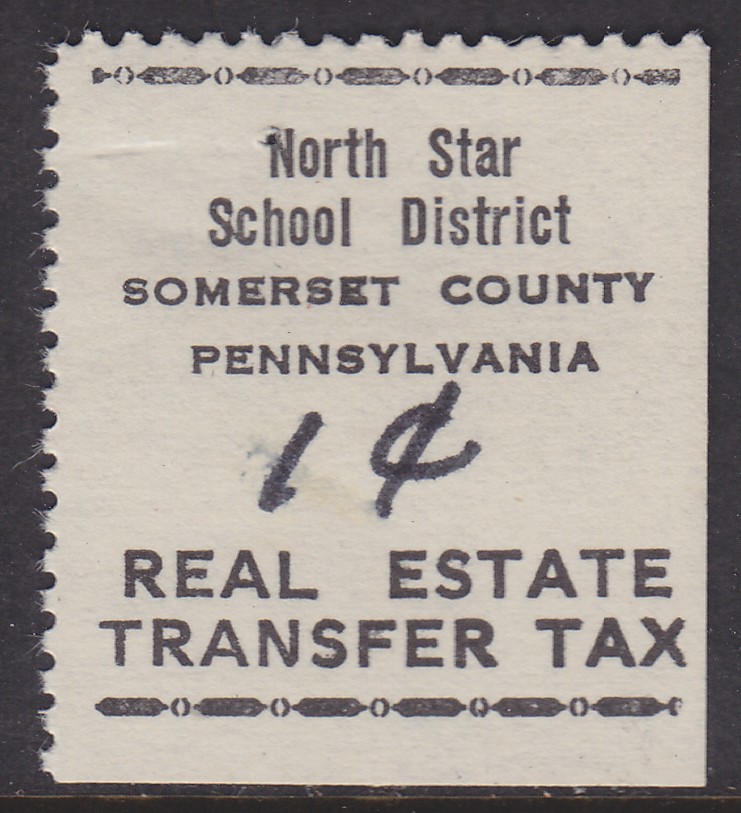 North Star
School District
SOMERSET COUNTY
PENNSYLVANIA
1¢
REAL ESTATE
TRANSFER TAX